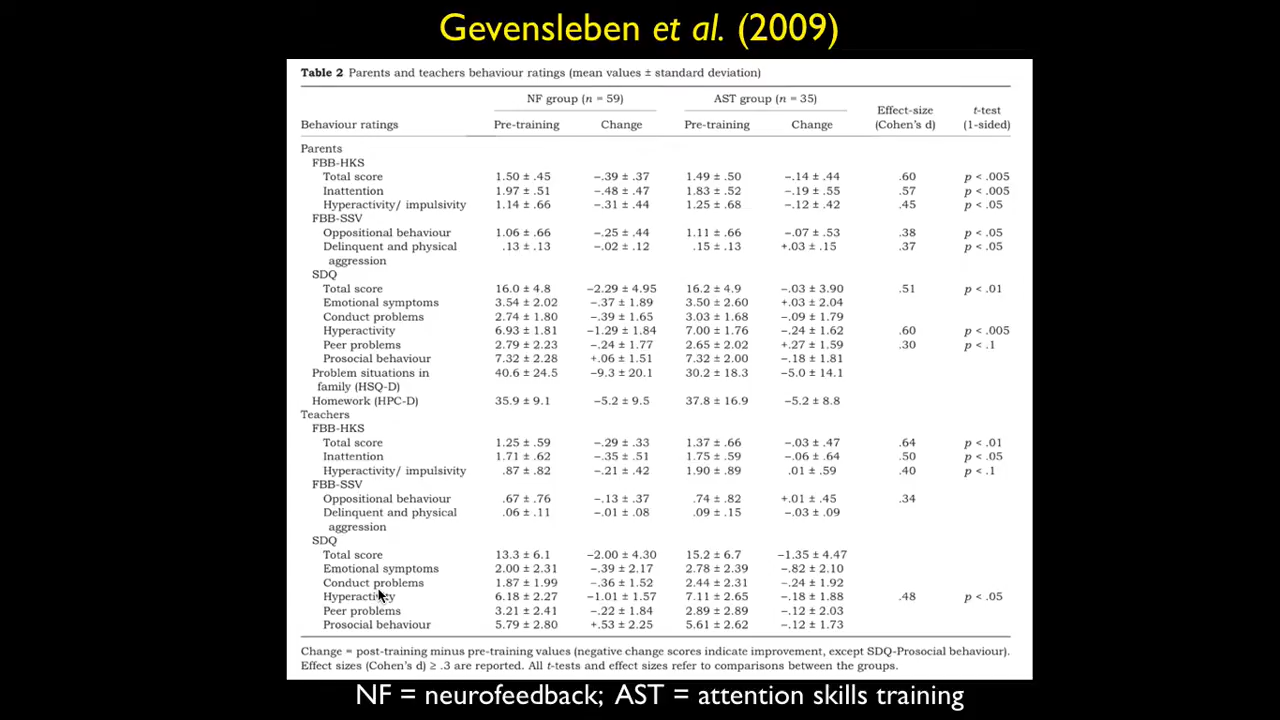 Gevensleben et al. (2009)
Table 2 Parents and teachers behaviour ratings (mean values ± standard deviation)
NF group (n = 59) AST group (n = 35)
Behaviour ratings Pre-training Change Pre-training Change Effect-size (Cohen's d) t-test (1-sided)
Parents
FBB-HKS
Total score 1.50 ± .45 −.39 ± .37 1.49 ± .50 −.14 ± .44 .60 p < .005
Inattention 1.97 ± .51 −.48 ± .47 1.83 ± .52 −.19 ± .55 .57 p < .005
Hyperactivity/ impulsivity 1.14 ± .66 −.31 ± .44 1.25 ± .68 −.12 ± .42 .45 p < .05
FBB-SSV
Oppositional behaviour 1.06 ± .66 −.25 ± .44 1.11 ± .66 −.07 ± .53 .38 p < .05
Delinquent and physical .13 ± .13 −.02 ± .12 .15 ± .13 +.03 ± .15 .37 p < .05
aggression
SDQ
Total score 16.0 ± 4.8 −2.29 ± 4.95 16.2 ± 4.9 −.03 ± 3.90 .51 p < .01
Emotional symptoms 3.54 ± 2.02 −.37 ± 1.89 3.50 ± 2.60 +.03 ± 2.04
Conduct problems 2.74 ± 1.80 −.39 ± 1.65 3.03 ± 1.68 −.09 ± 1.79
Hyperactivity 6.93 ± 1.81 −1.29 ± 1.84 7.00 ± 1.76 −.24 ± 1.62 .60 p < .005
Peer problems 2.79 ± 2.23 −.24 ± 1.77 2.65 ± 2.02 +.27 ± 1.59 .30 p < .1
Prosocial behaviour 7.32 ± 2.28 +.06 ± 1.51 7.32 ± 2.00 −.18 ± 1.81
Problem situations in 40.6 ± 24.5 −9.3 ± 20.1 30.2 ± 18.3 −5.0 ± 14.1
family (HSQ-D)
Homework (HPC-D) 35.9 ± 9.1 −5.2 ± 9.5 37.8 ± 16.9 −5.2 ± 8.8
Teachers
FBB-HKS
Total score 1.25 ± .59 −.29 ± .33 1.37 ± .66 −.03 ± .47 .64 p < .01
Inattention 1.71 ± .62 −.35 ± .51 1.75 ± .59 −.06 ± .64 .50 p < .05
Hyperactivity/ impulsivity .87 ± .82 −.21 ± .42 1.90 ± .89 .01 ± .59 .40 p < .1
FBB-SSV
Oppositional behaviour .67 ± .76 −.13 ± .37 .74 ± .82 +.01 ± .45 .34
Delinquent and physical .06 ± .11 −.01 ± .08 .09 ± .15 −.03 ± .09
aggression
SDQ
Total score 13.3 ± 6.1 −2.00 ± 4.30 15.2 ± 6.7 −1.35 ± 4.47
Emotional symptoms 2.00 ± 2.31 −.39 ± 2.17 2.78 ± 2.39 −.82 ± 2.10
Conduct problems 1.87 ± 1.99 −.36 ± 1.52 2.44 ± 2.31 −.24 ± 1.92
Hyperactivity 6.18 ± 2.27 −1.01 ± 1.57 7.11 ± 2.65 −.18 ± 1.88 .48 p < .05
Peer problems 3.21 ± 2.41 −.22 ± 1.84 2.89 ± 2.89 −.12 ± 2.03
Prosocial behaviour 5.79 ± 2.80 +.53 ± 2.25 5.61 ± 2.62 −.12 ± 1.73
Change = post-training minus pre-training values (negative change scores indicate improvement, except SDQ-Prosocial behaviour).
Effect sizes (Cohen's d) ≥ .3 are reported. All t-tests and effect sizes refer to comparisons between the groups.
NF = neurofeedback; AST = attention skills training